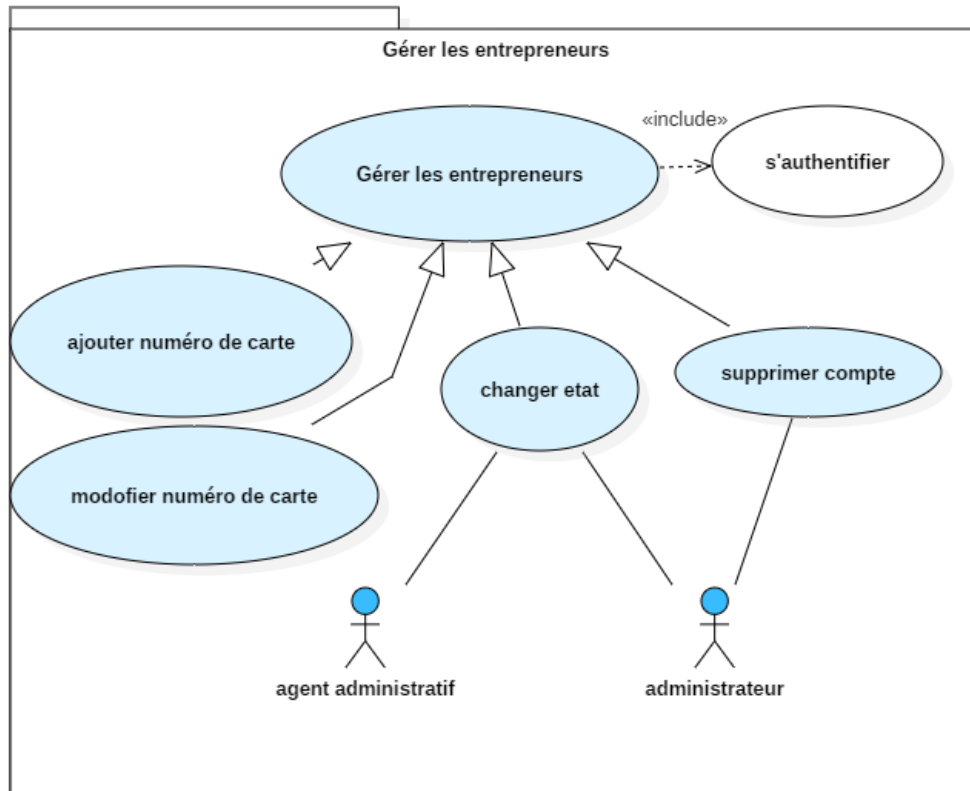 Gérer les entrepreneurs
«include»
Gérer les entrepreneurs
s'authentifier
ajouter numéro de carte
changer etat
supprimer compte
modofier numéro de carte
agent administratif
administrateur